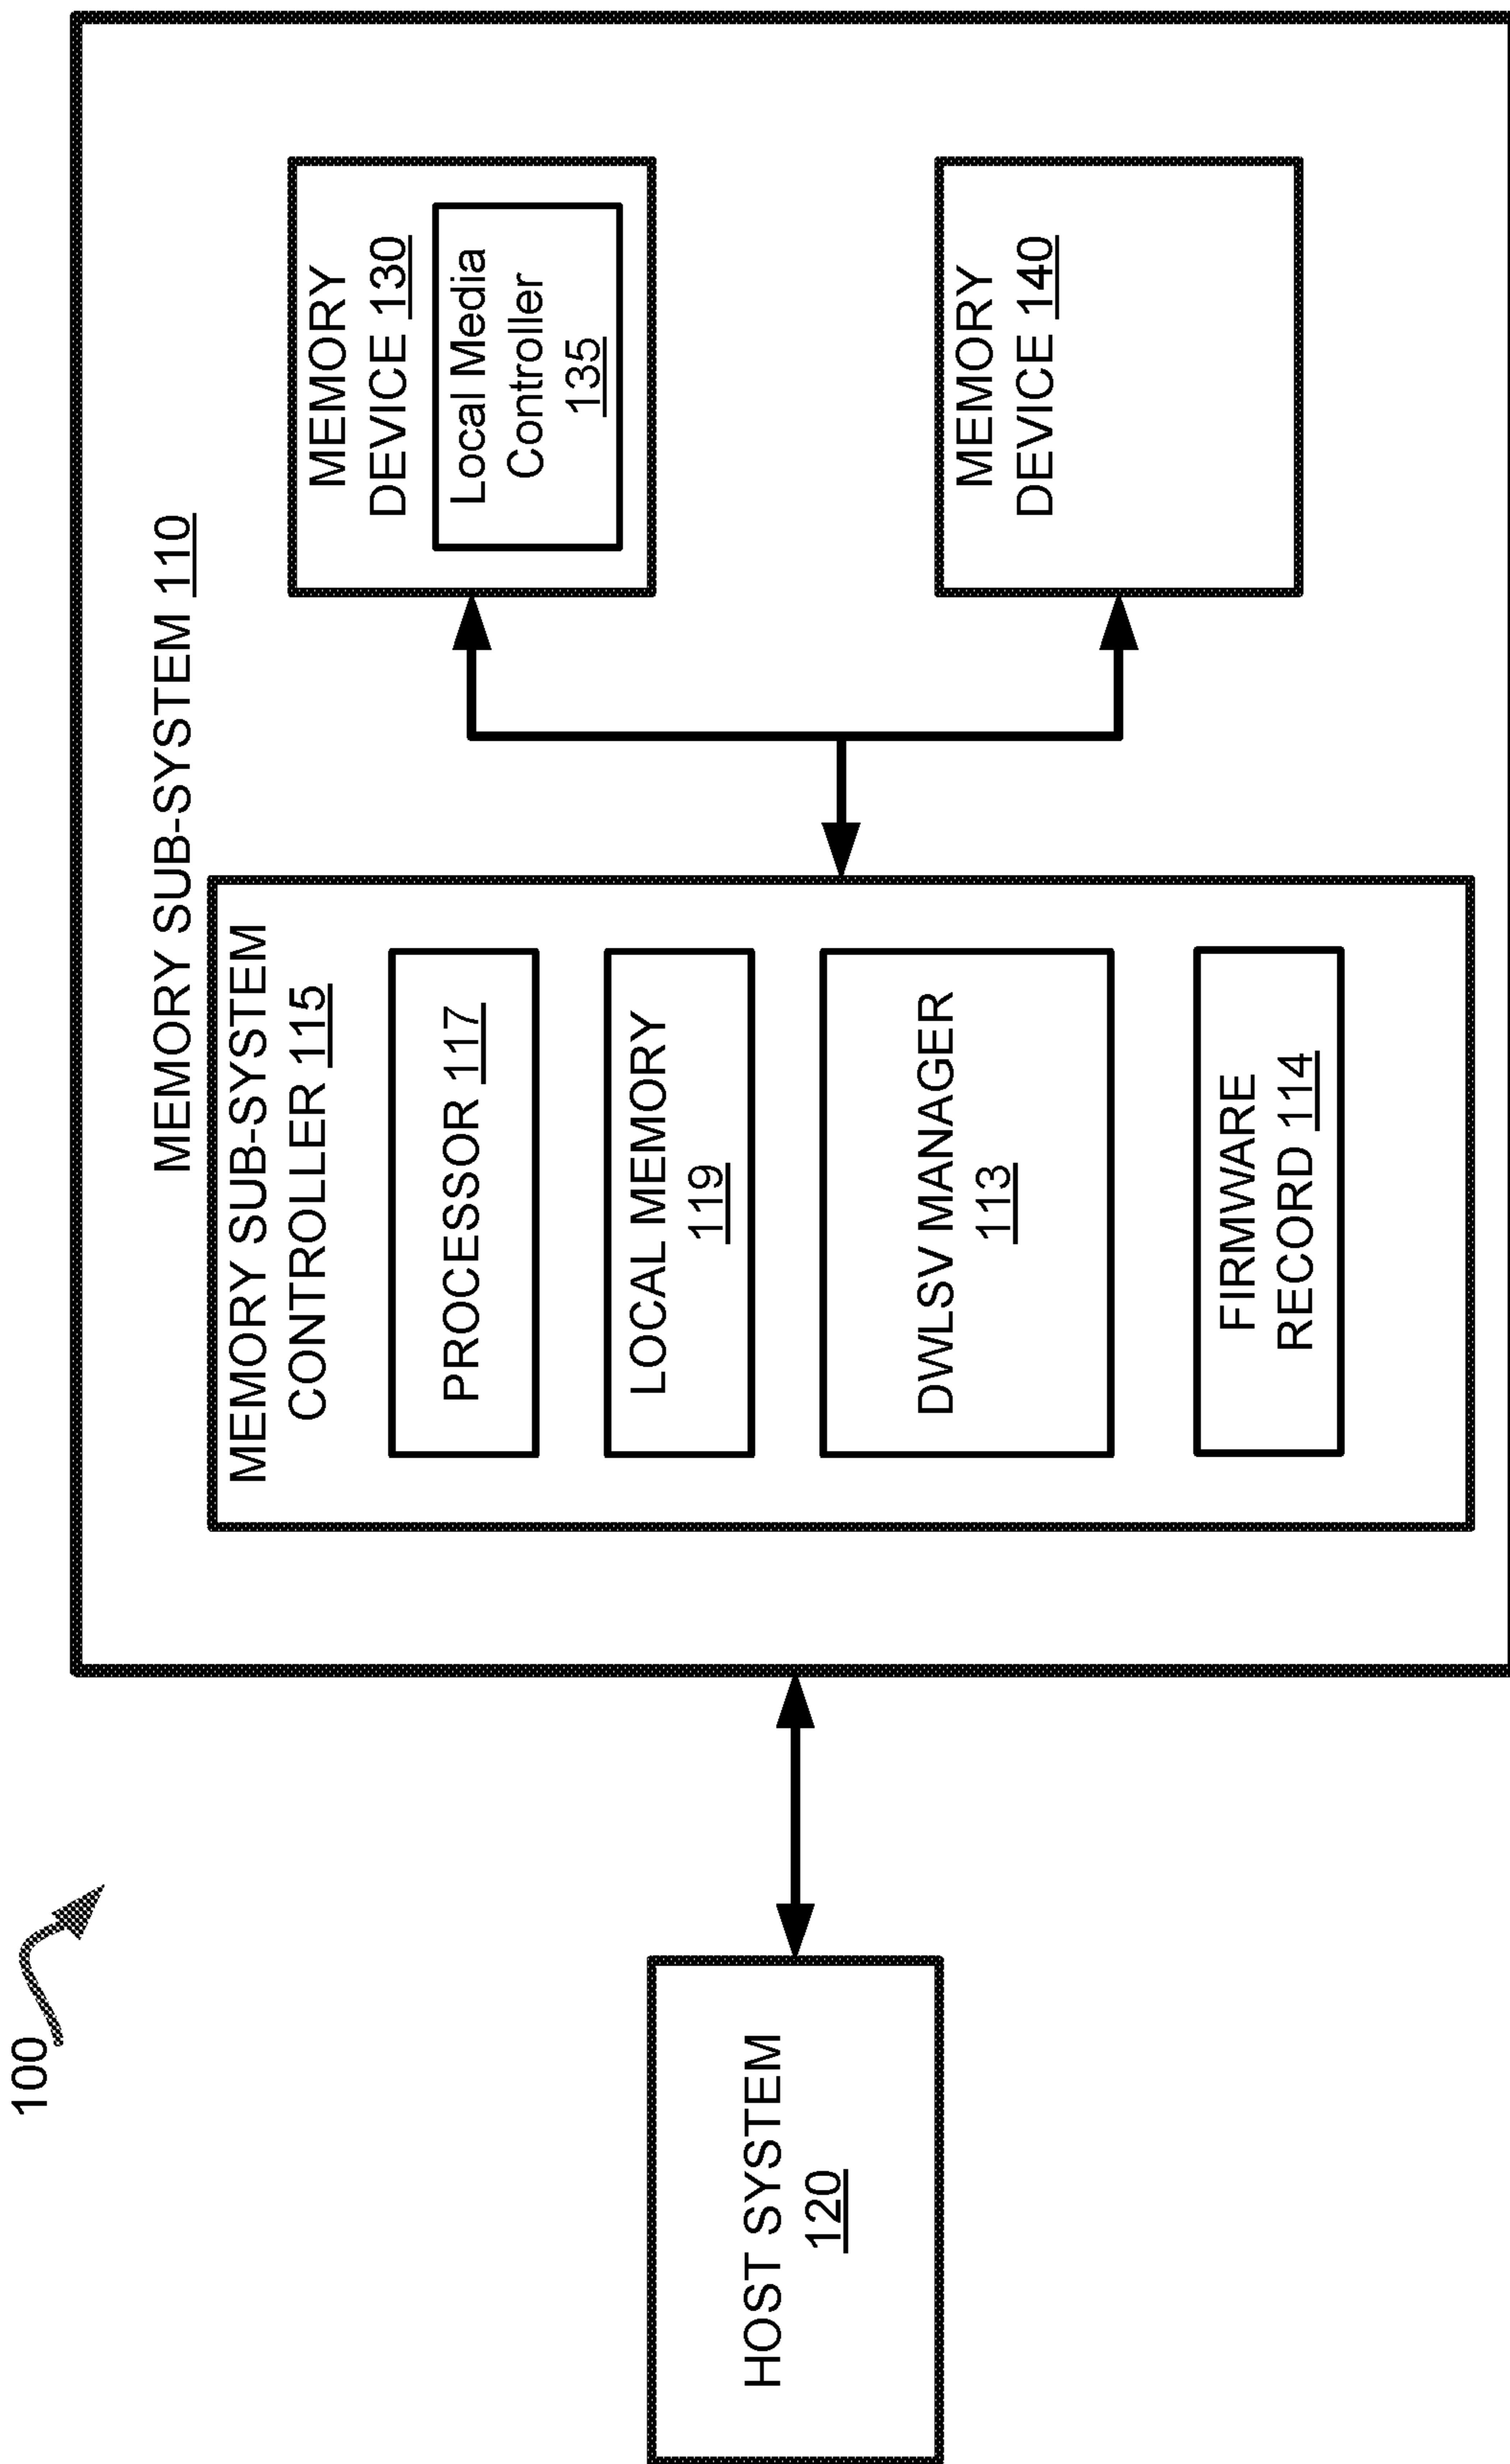 100
HOST SYSTEM
120
MEMORY SUB-SYSTEM 110
MEMORY SUB-SYSTEM
CONTROLLER 115
PROCESSOR 117
LOCAL MEMORY
119
DWLSV MANAGER
113
FIRMWARE
RECORD 114
MEMORY
DEVICE 130
Local Media
Controller
135
MEMORY
DEVICE 140